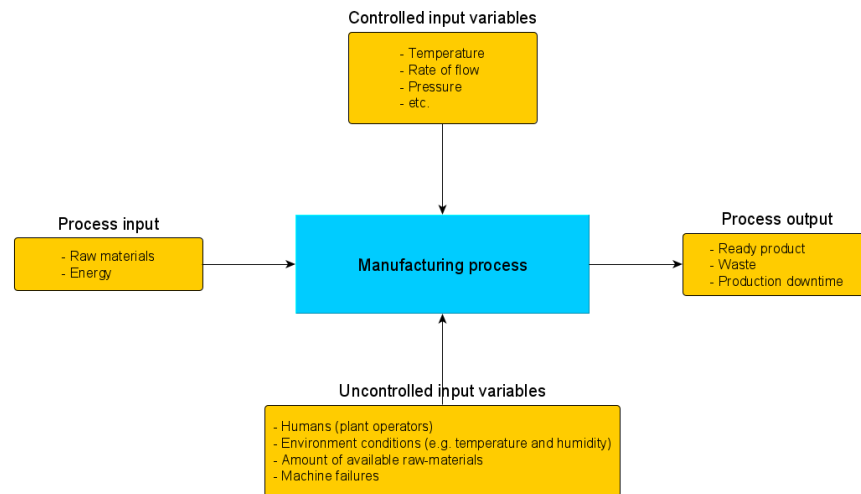 Controlled input variables
- Temperature
- Rate of flow
- Pressure
- etc.
Process input
- Raw materials
- Energy
Manufacturing process
Process output
- Ready product
- Waste
- Production downtime
Uncontrolled input variables
- Humans (plant operators)
- Environment conditions (e.g. temperature and humidity)
- Amount of available raw-materials
- Machine failures